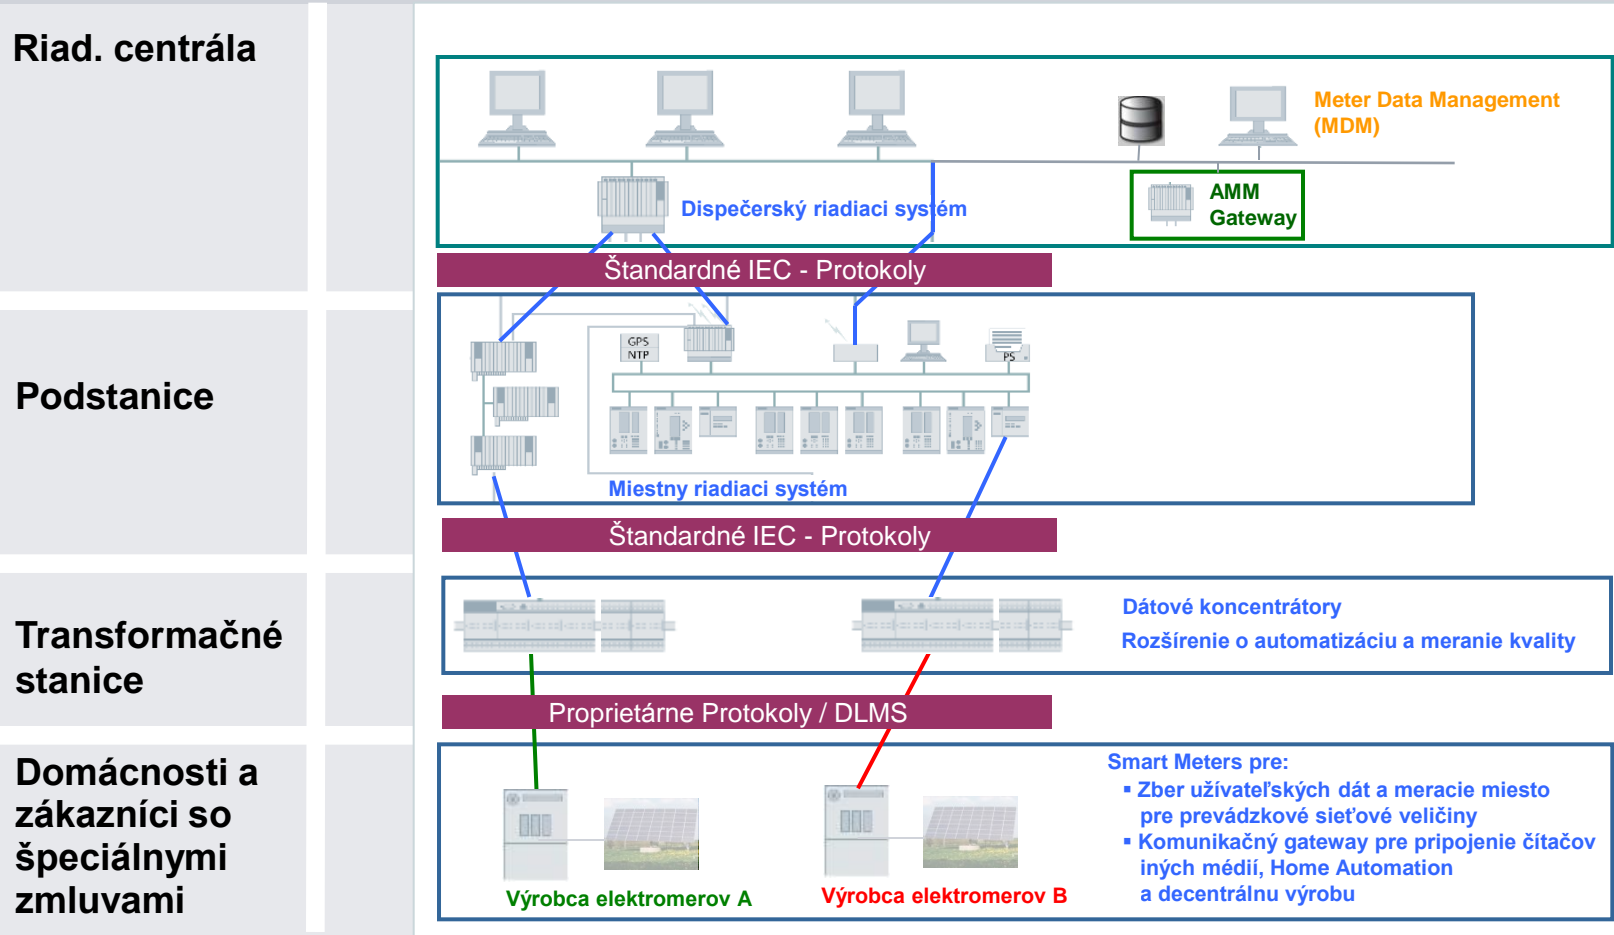 Riad. centrála
Meter Data Management
(MDM)
AMM
Gateway
Dispečerský riadiaci systém
Štandardné IEC - Protokoly
Podstanice
GPS
NTP
PS
Miestny riadiaci systém
Štandardné IEC - Protokoly
Transformačné
stanice
Dátové koncentrátory
Rozšírenie o automatizáciu a meranie kvality
Proprietárne Protokoly / DLMS
Domácnosti a
zákazníci so
špeciálnymi
zmluvami
Výrobca elektromerov A
Výrobca elektromerov B
Smart Meters pre:
▪ Zber užívateľských dát a meracie miesto
pre prevádzkové sieťové veličiny
▪ Komunikačný gateway pre pripojenie čítačov
iných médií, Home Automation
a decentrálnu výrobu